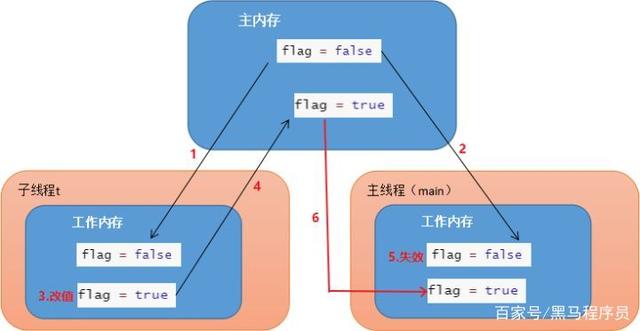 主内存
flag = false
flag = true
1
2
4
6
子线程t
工作内存
flag = false
3.改值
flag = true
主线程（main）
工作内存
5.失效
flag = false
flag = true
百家号/黑马程序员